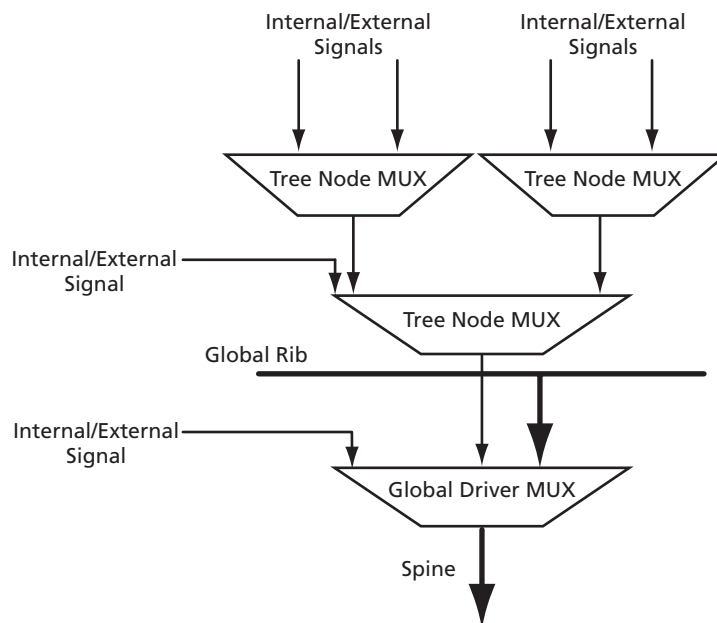 Internal/External
Signals
Internal/External
Signals
Tree Node MUX
Tree Node MUX
Internal/External
Signal
Tree Node MUX
Global Rib
Internal/External
Signal
Global Driver MUX
Spine